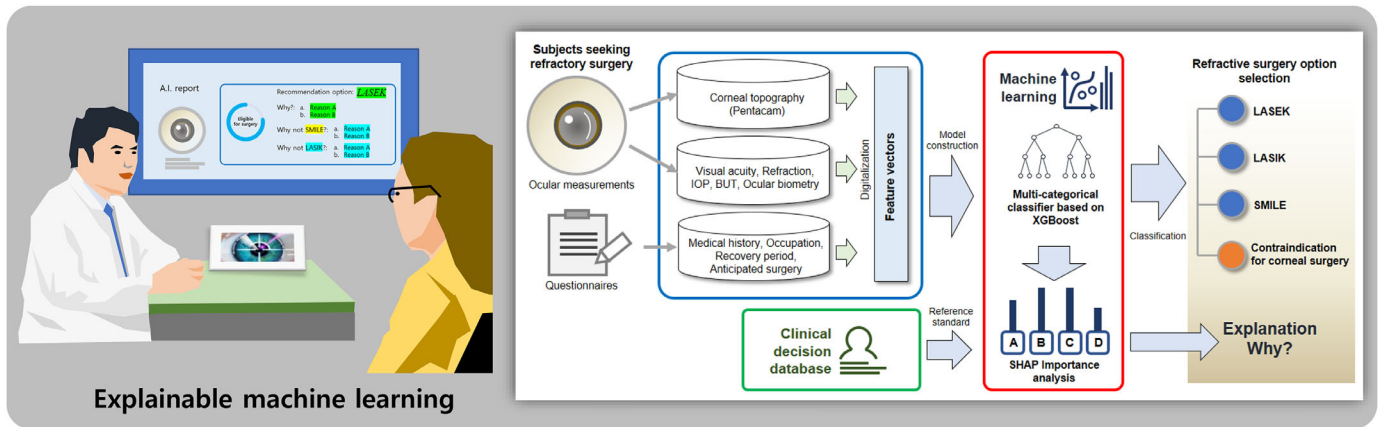 A.I. report
Eligible
for surgery
Recommendation option: LASEK
Why?: a. Reason A
b. Reason B
Why not SMILE?: a. Reason A
b. Reason B
Why not LASIK?: a. Reason A
b. Reason B
Explainable machine learning
Subjects seeking
refractory surgery
Ocular measurements
Questionnaires
Corneal topography
(Pentacam)
Visual acuity, Refraction,
IOP, BUT, Ocular biometry
Medical history, Occupation,
Recovery period,
Anticipated surgery
Digitalization
Feature vectors
Clinical
decision
database
Model
construction
Reference
standard
Machine
learning
Multi-categorical
classifier based on
XGBoost
A B C D
SHAP Importance
analysis
Classification
Refractive surgery option
selection
LASEK
LASIK
SMILE
Contraindication
for corneal surgery
Explanation
Why?